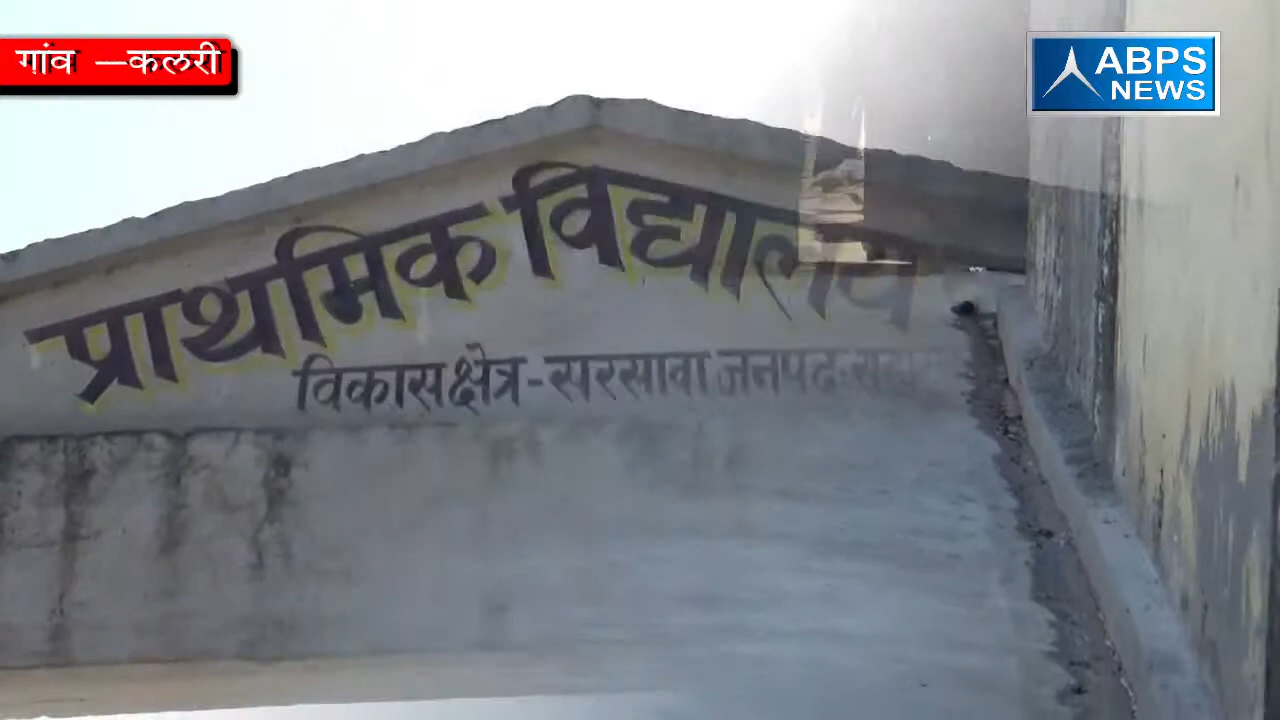 गांव —कलरी
ABPS
NEWS
प्राथमिक विद्यालय
विकासक्षेत्र-सरसावा जनपद-